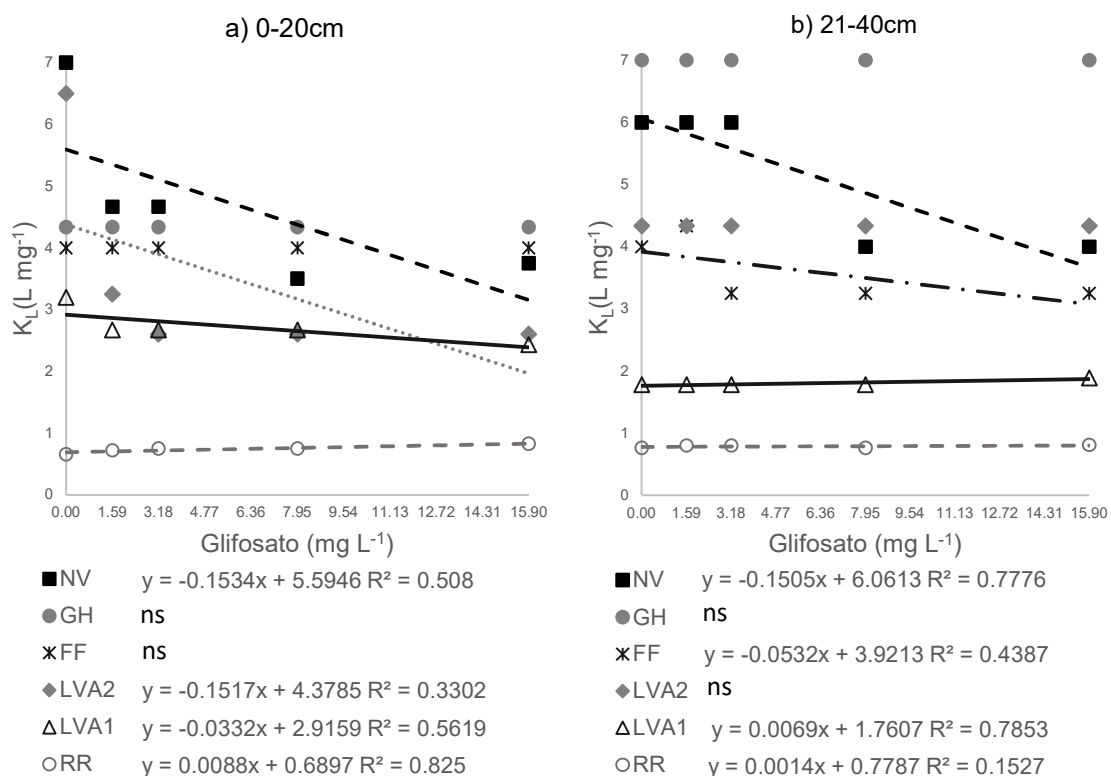 a) 0-20cm
7
6
5
4
3
2
1
0
K_L(L mg⁻¹)
0.00 1.59 3.18 4.77 6.36 7.95 9.54 11.13 12.72 14.31 15.90
Glifosato (mg L⁻¹)
NV y = -0.1534x + 5.5946 R² = 0.508
GH ns
FF ns
LVA2 y = -0.1517x + 4.3785 R² = 0.3302
LVA1 y = -0.0332x + 2.9159 R² = 0.5619
RR y = 0.0088x + 0.6897 R² = 0.825
b) 21-40cm
7
6
5
4
3
2
1
0
K_L(L mg⁻¹)
0.00 1.59 3.18 4.77 6.36 7.95 9.54 11.13 12.72 14.31 15.90
Glifosato (mg L⁻¹)
NV y = -0.1505x + 6.0613 R² = 0.7776
GH ns
FF y = -0.0532x + 3.9213 R² = 0.4387
LVA2 ns
LVA1 y = 0.0069x + 1.7607 R² = 0.7853
RR y = 0.0014x + 0.7787 R² = 0.1527